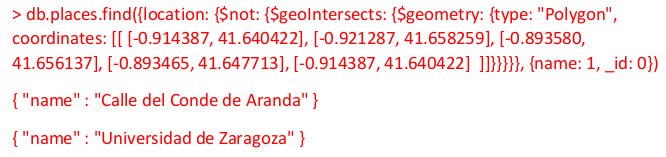 > db.places.find({location: {$not: {$geoIntersects: {$geometry: {type: "Polygon",
coordinates: [[ [-0.914387, 41.640422], [-0.921287, 41.658259], [-0.893580,
41.656137], [-0.893465, 41.647713], [-0.914387, 41.640422]  ]]}}}}}, {name: 1, _id: 0})
{ "name" : "Calle del Conde de Aranda" }
{ "name" : "Universidad de Zaragoza" }